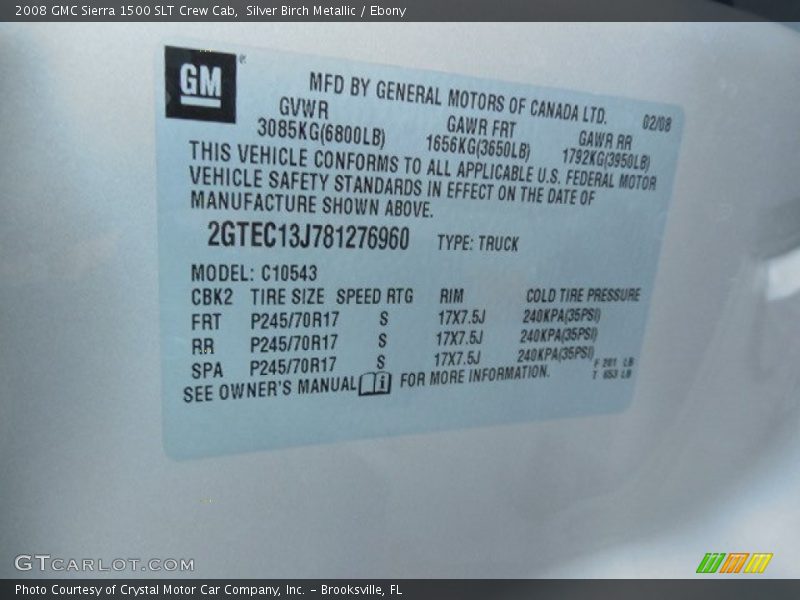 2008 GMC Sierra 1500 SLT Crew Cab, Silver Birch Metallic / Ebony
GM
MFD BY GENERAL MOTORS OF CANADA LTD.
02/08
GVWR GAWR FRT GAWR RR
3085KG(6800LB) 1656KG(3650LB) 1792KG(3950LB)
THIS VEHICLE CONFORMS TO ALL APPLICABLE U.S. FEDERAL MOTOR
VEHICLE SAFETY STANDARDS IN EFFECT ON THE DATE OF
MANUFACTURE SHOWN ABOVE.
2GTEC13J781276960 TYPE: TRUCK
MODEL: C10543
CBK2 TIRE SIZE SPEED RTG RIM COLD TIRE PRESSURE
FRT P245/70R17 S 17X7.5J 240KPA(35PSI)
RR P245/70R17 S 17X7.5J 240KPA(35PSI)
SPA P245/70R17 S 17X7.5J 240KPA(35PSI)
SEE OWNER'S MANUAL i FOR MORE INFORMATION.
F 201 LB
T 653 LB
GTCARLOT.COM
Photo Courtesy of Crystal Motor Car Company, Inc. – Brooksville, FL